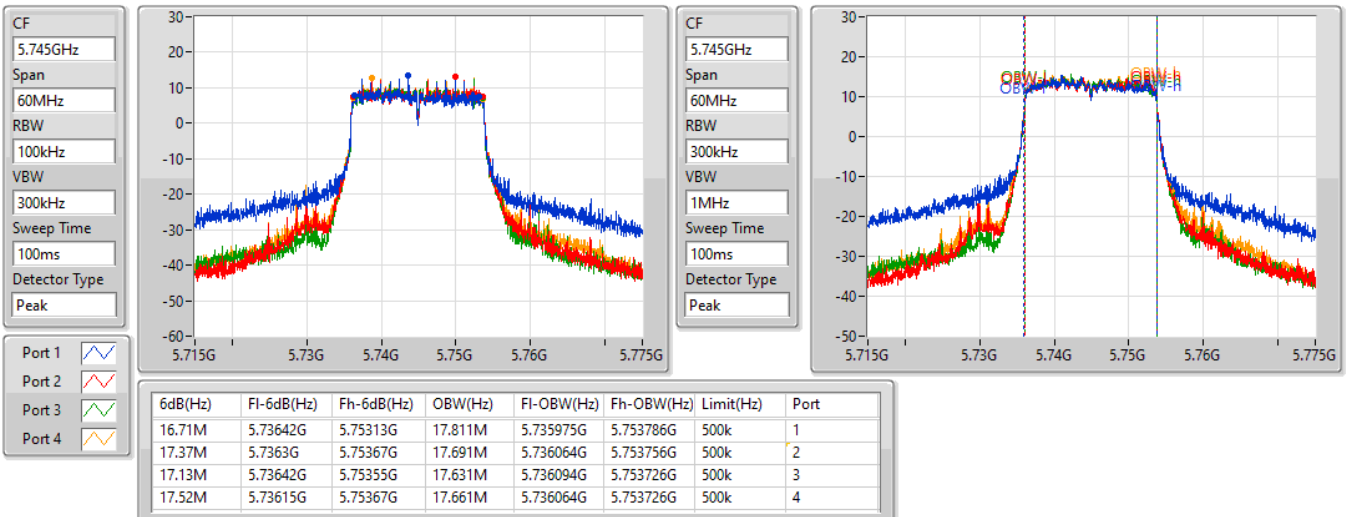 CF
5.745GHz
Span
60MHz
RBW
100kHz
VBW
300kHz
Sweep Time
100ms
Detector Type
Peak
30
20
10
0
-10
-20
-30
-40
-50
-60
5.715G 5.73G 5.74G 5.75G 5.76G 5.775G
CF
5.745GHz
Span
60MHz
RBW
300kHz
VBW
1MHz
Sweep Time
100ms
Detector Type
Peak
30
20
10
0
-10
-20
-30
-40
-50
OBW-h
5.715G 5.73G 5.74G 5.75G 5.76G 5.775G
Port 1
Port 2
Port 3
Port 4
6dB(Hz) Fl-6dB(Hz) Fh-6dB(Hz) OBW(Hz) Fl-OBW(Hz) Fh-OBW(Hz) Limit(Hz) Port
16.71M 5.73642G 5.75313G 17.811M 5.735975G 5.753786G 500k 1
17.37M 5.7363G 5.75367G 17.691M 5.736064G 5.753756G 500k 2
17.13M 5.73642G 5.75355G 17.631M 5.736094G 5.753726G 500k 3
17.52M 5.73615G 5.75367G 17.661M 5.736064G 5.753726G 500k 4